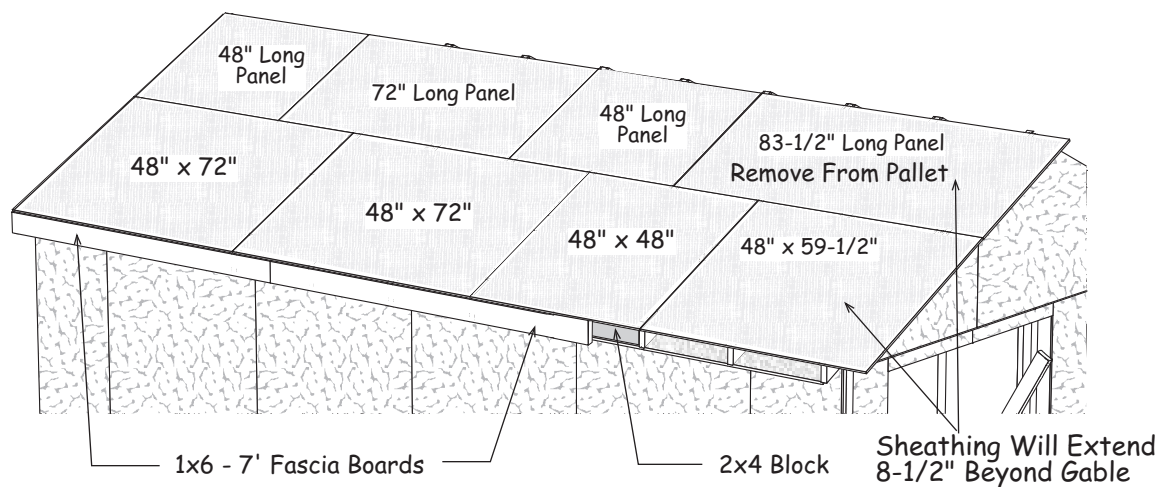 48" Long
Panel
72" Long Panel
48" Long
Panel
83-1/2" Long Panel
Remove From Pallet
48" x 72"
48" x 72"
48" x 48"
48" x 59-1/2"
1x6 - 7' Fascia Boards
2x4 Block
Sheathing Will Extend
8-1/2" Beyond Gable